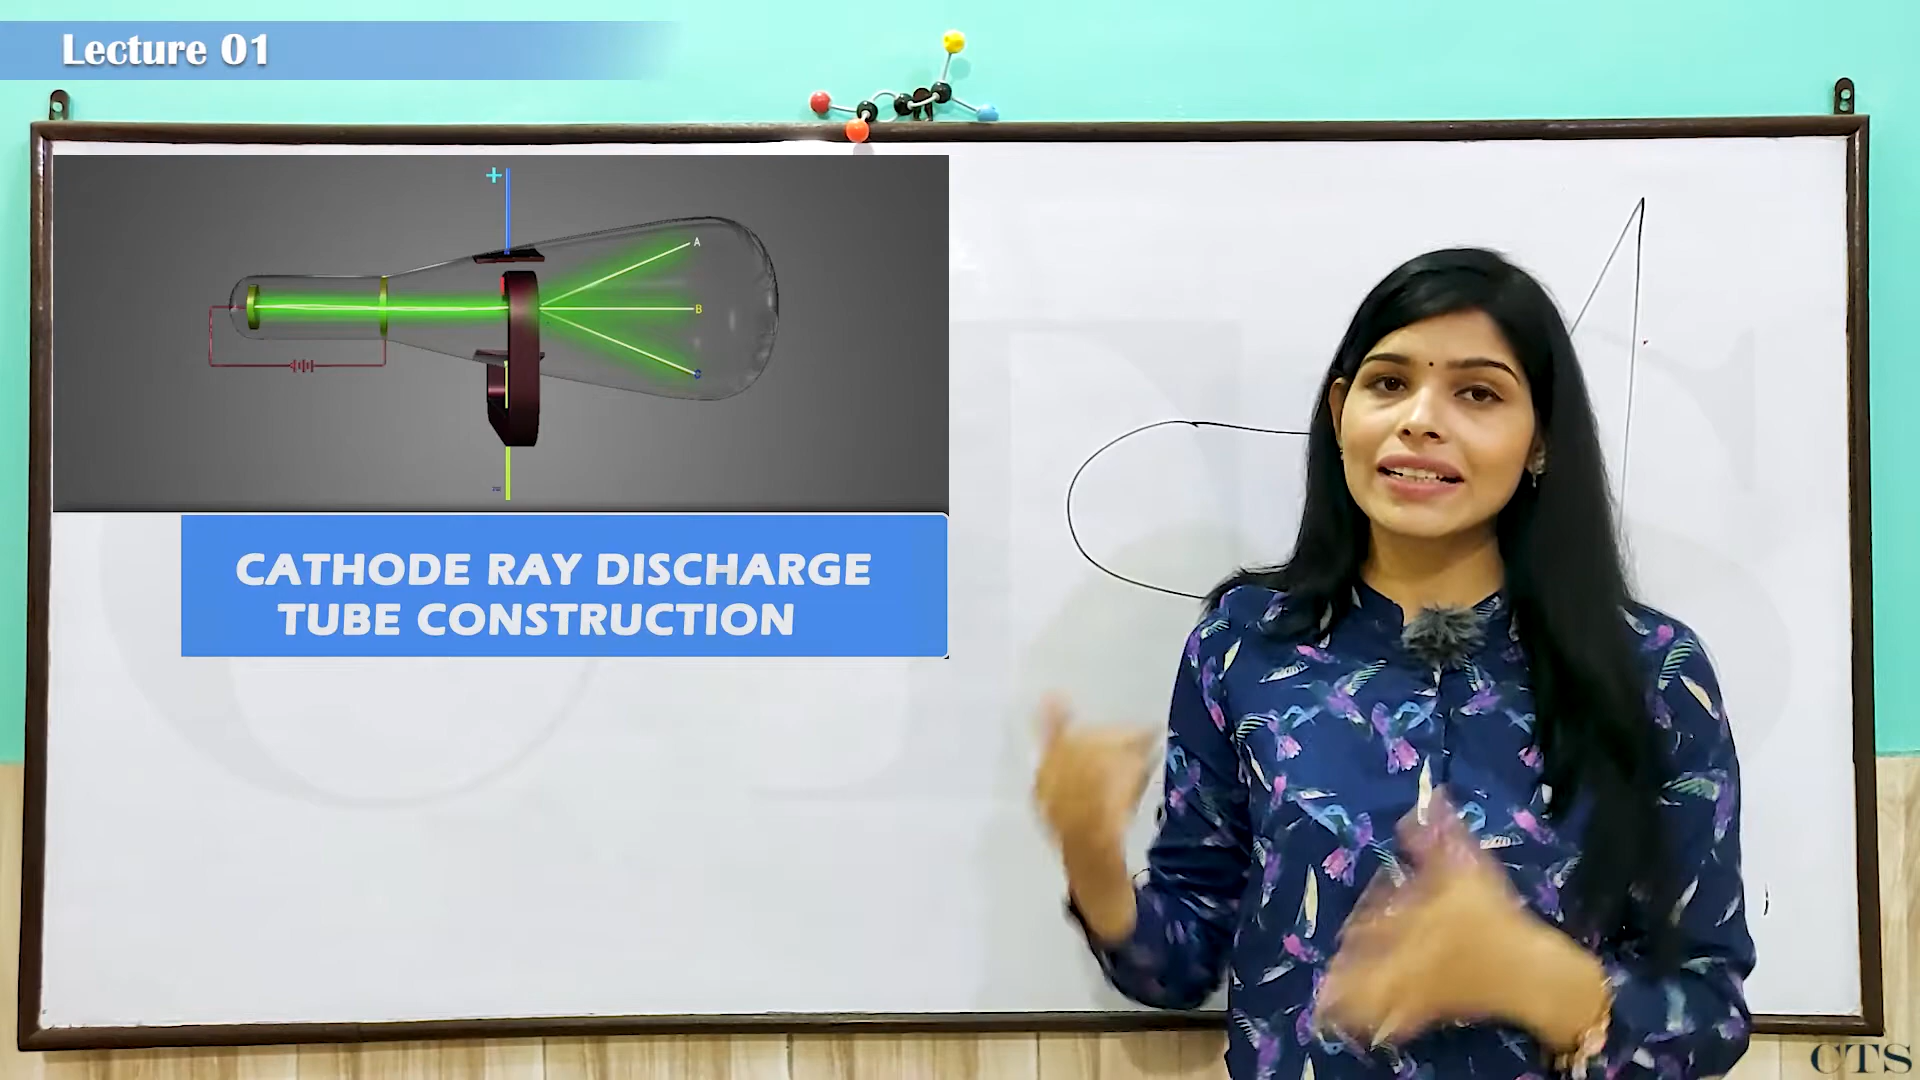 Lecture 01
+
A
B
CATHODE RAY DISCHARGE
TUBE CONSTRUCTION
CTS